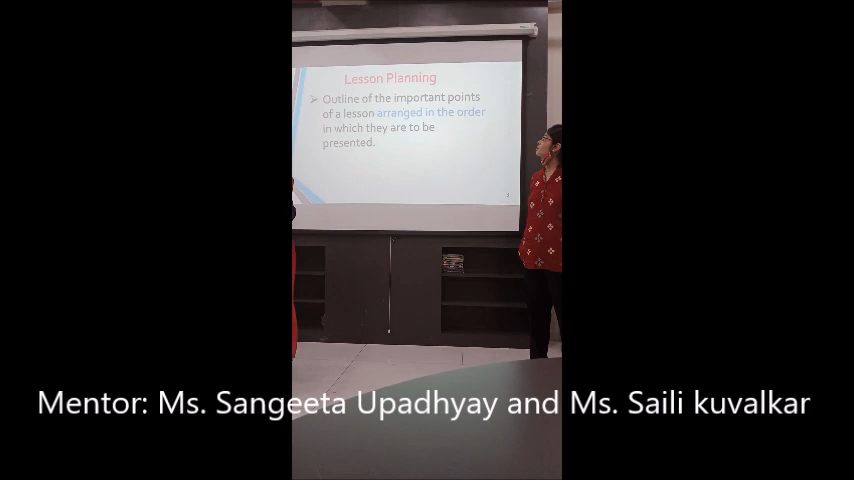 Lesson Planning
➢ Outline of the important points
of a lesson arranged in the order
in which they are to be
presented.
Mentor: Ms. Sangeeta Upadhyay and Ms. Saili kuvalkar